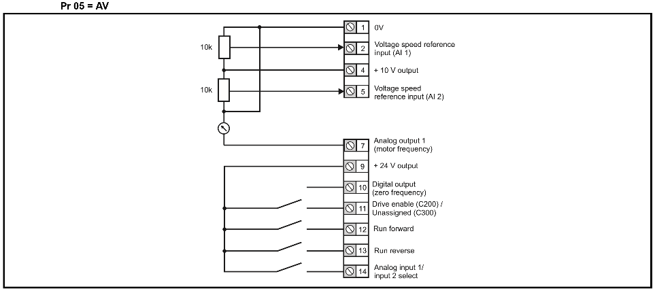 Pr 05 = AV
1 0V
10k
2 Voltage speed reference
input (AI 1)
4 + 10 V output
10k
5 Voltage speed
reference input (AI 2)
7 Analog output 1
(motor frequency)
9 + 24 V output
10 Digital output
(zero frequency)
11 Drive enable (C200) /
Unassigned (C300)
12 Run forward
13 Run reverse
14 Analog input 1/
input 2 select